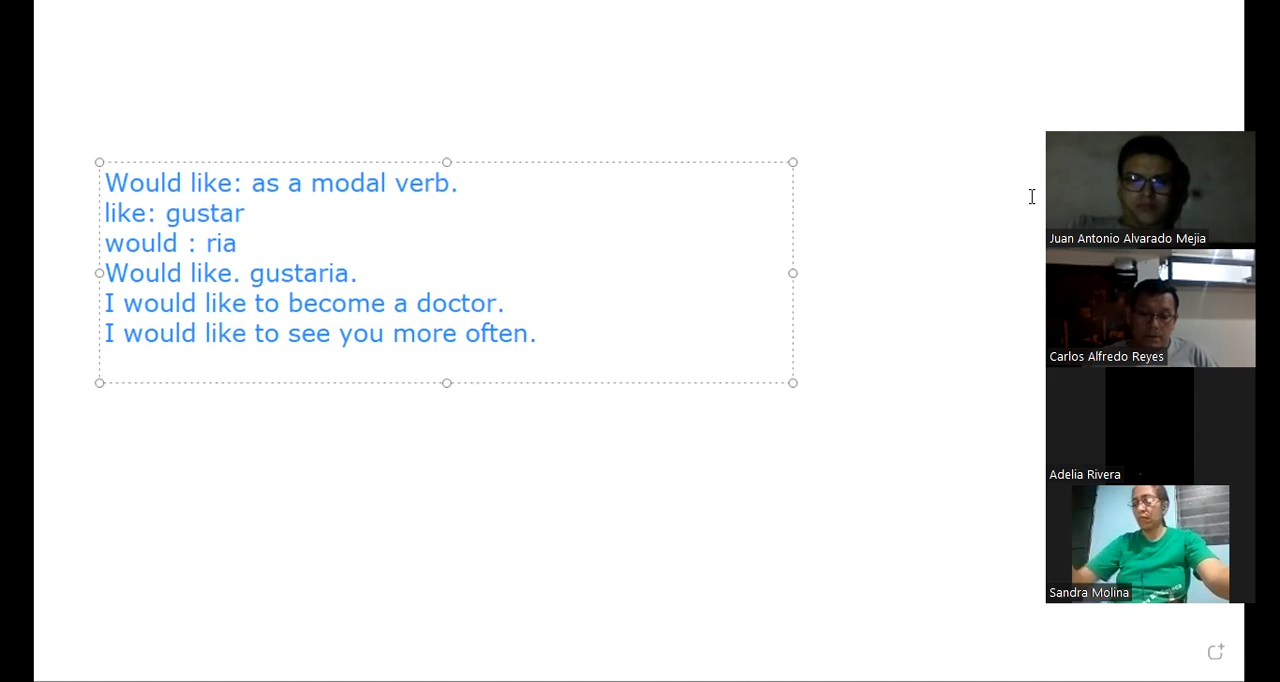 Would like: as a modal verb.
like: gustar
would : ria
Would like. gustaria.
I would like to become a doctor.
I would like to see you more often.
Juan Antonio Alvarado Mejia
Carlos Alfredo Reyes
Adelia Rivera
Sandra Molina